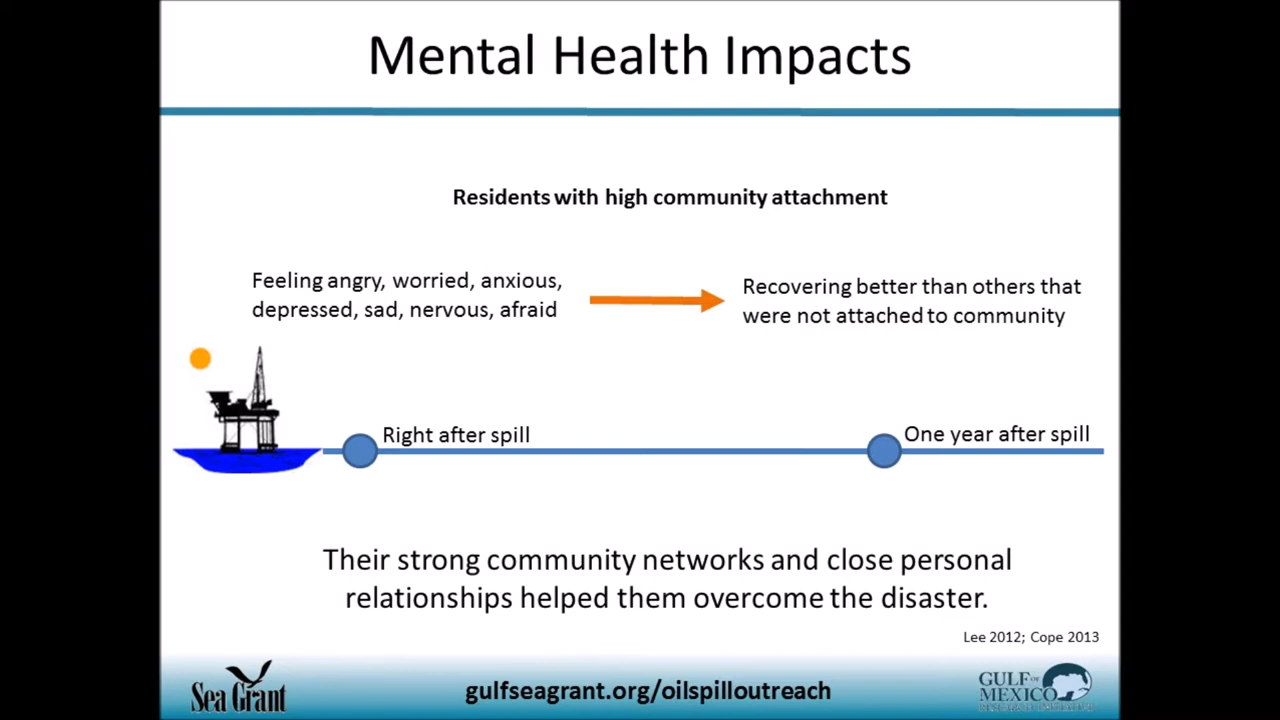 Mental Health Impacts
Residents with high community attachment
Feeling angry, worried, anxious,
depressed, sad, nervous, afraid
Recovering better than others that
were not attached to community
Right after spill
One year after spill
Their strong community networks and close personal
relationships helped them overcome the disaster.
Lee 2012; Cope 2013
Sea Grant
gulfseagrant.org/oilspilloutreach
GULF OF
MEXICO
RESEARCH INITIATIVE